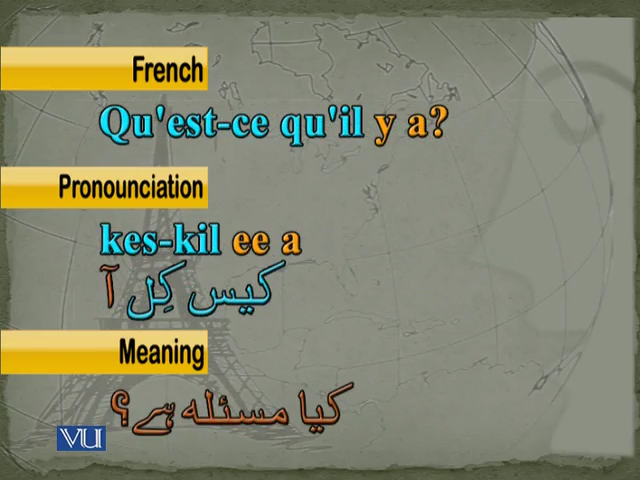 French
Qu'est-ce qu'il y a?
Pronounciation
kes-kil ee a
کیس کِل آ
Meaning
کیا مسئلہ ہے؟
VU